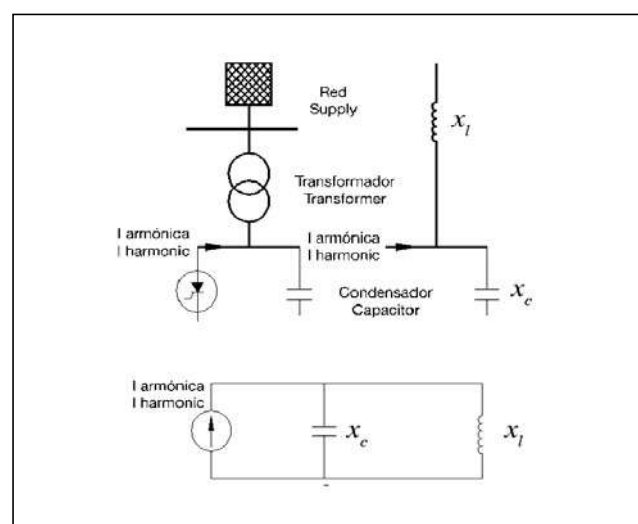 Red
Supply
x_l
Transformador
Transformer
I armónica
I harmonic
I armónica
I harmonic
Condensador
Capacitor
x_c
I armónica
I harmonic
x_c
x_l